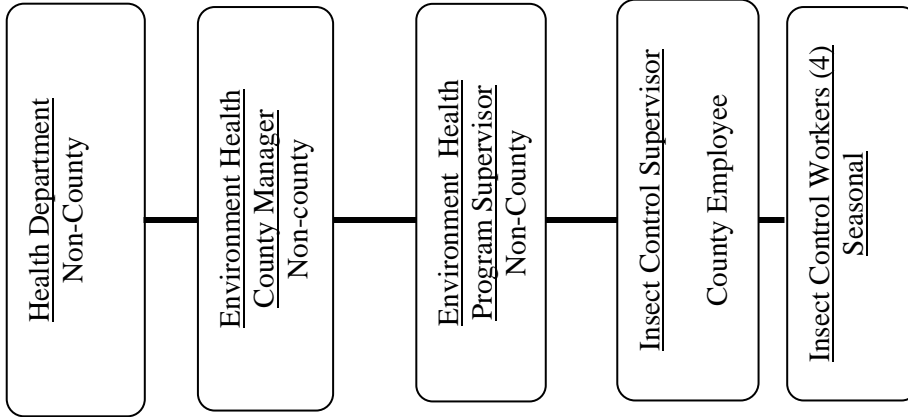 Health Department
Non-County
Environment Health
County Manager
Non-county
Environment  Health
Program Supervisor
Non-County
Insect Control Supervisor
County Employee
Insect Control Workers (4)
Seasonal